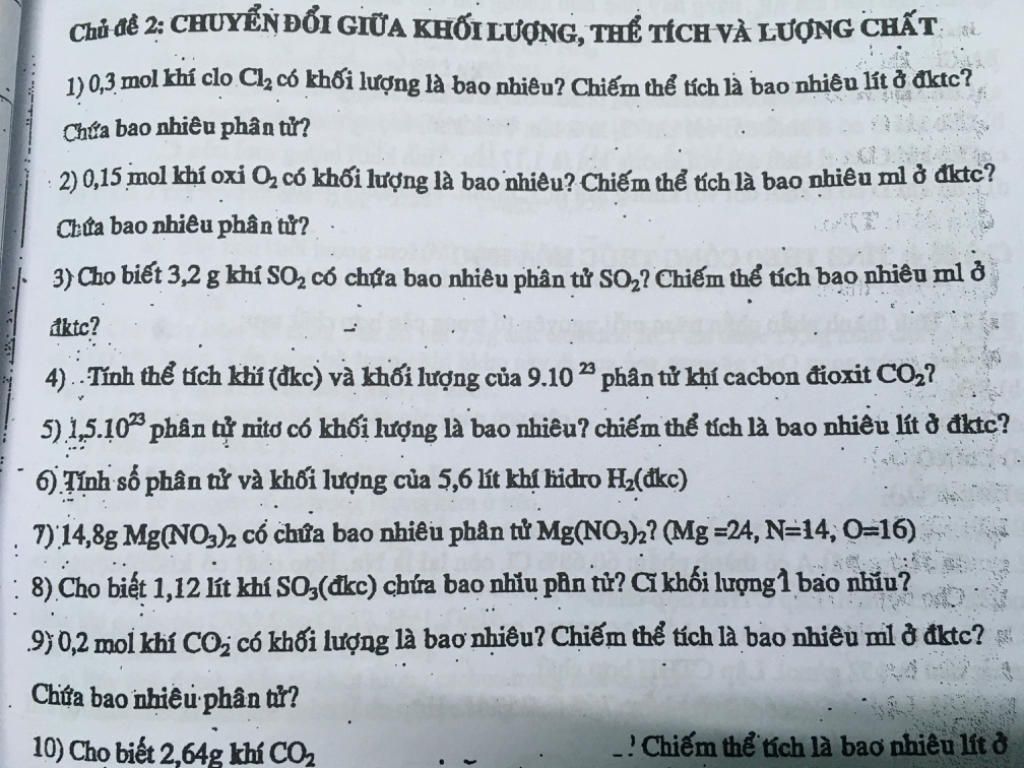 Chủ đề 2: CHUYỂN ĐỔI GIỮA KHỐI LƯỢNG, THỂ TÍCH VÀ LƯỢNG CHẤT
1) 0,3 mol khí clo Cl₂ có khối lượng là bao nhiêu? Chiếm thể tích là bao nhiêu lít ở đktc?
Chứa bao nhiêu phân tử?
2) 0,15 mol khí oxi O₂ có khối lượng là bao nhiêu? Chiếm thể tích là bao nhiêu ml ở đktc?
Chứa bao nhiêu phân tử?
3) Cho biết 3,2 g khí SO₂ có chứa bao nhiêu phân tử SO₂? Chiếm thể tích bao nhiêu ml ở
đktc?
4) Tính thể tích khí (đkc) và khối lượng của 9.10²³ phân tử khí cacbon đioxit CO₂?
5) 1,5.10²³ phân tử nitơ có khối lượng là bao nhiêu? chiếm thể tích là bao nhiêu lít ở đktc?
6) Tính số phân tử và khối lượng của 5,6 lít khí hidro H₂(đkc)
7) 14,8g Mg(NO₃)₂ có chứa bao nhiêu phân tử Mg(NO₃)₂? (Mg =24, N=14, O=16)
8) Cho biết 1,12 lít khí SO₃(đkc) chứa bao nhiu phân tử? Cĩ khối lượng 1 bao nhiu?
9) 0,2 mol khí CO₂ có khối lượng là bao nhiêu? Chiếm thể tích là bao nhiêu ml ở đktc?
Chứa bao nhiêu phân tử?
10) Cho biết 2,64g khí CO₂ ! Chiếm thể tích là bao nhiêu lít ở